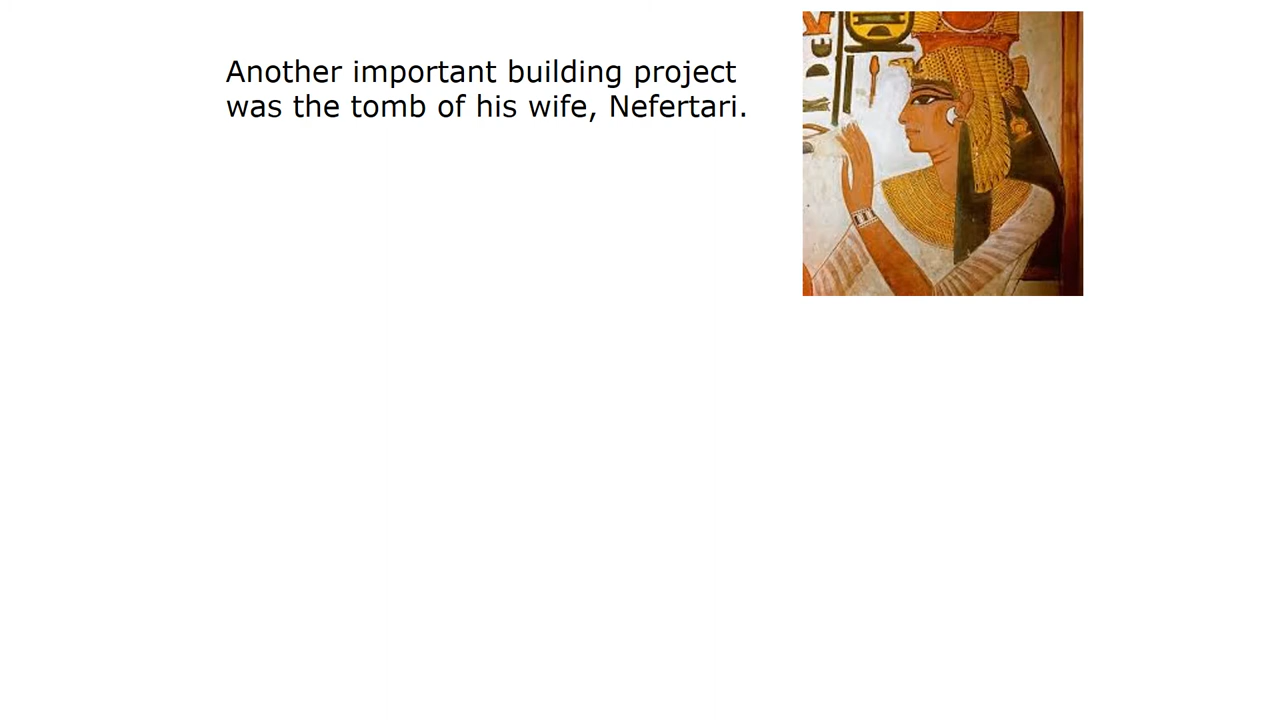 Another important building project
was the tomb of his wife, Nefertari.